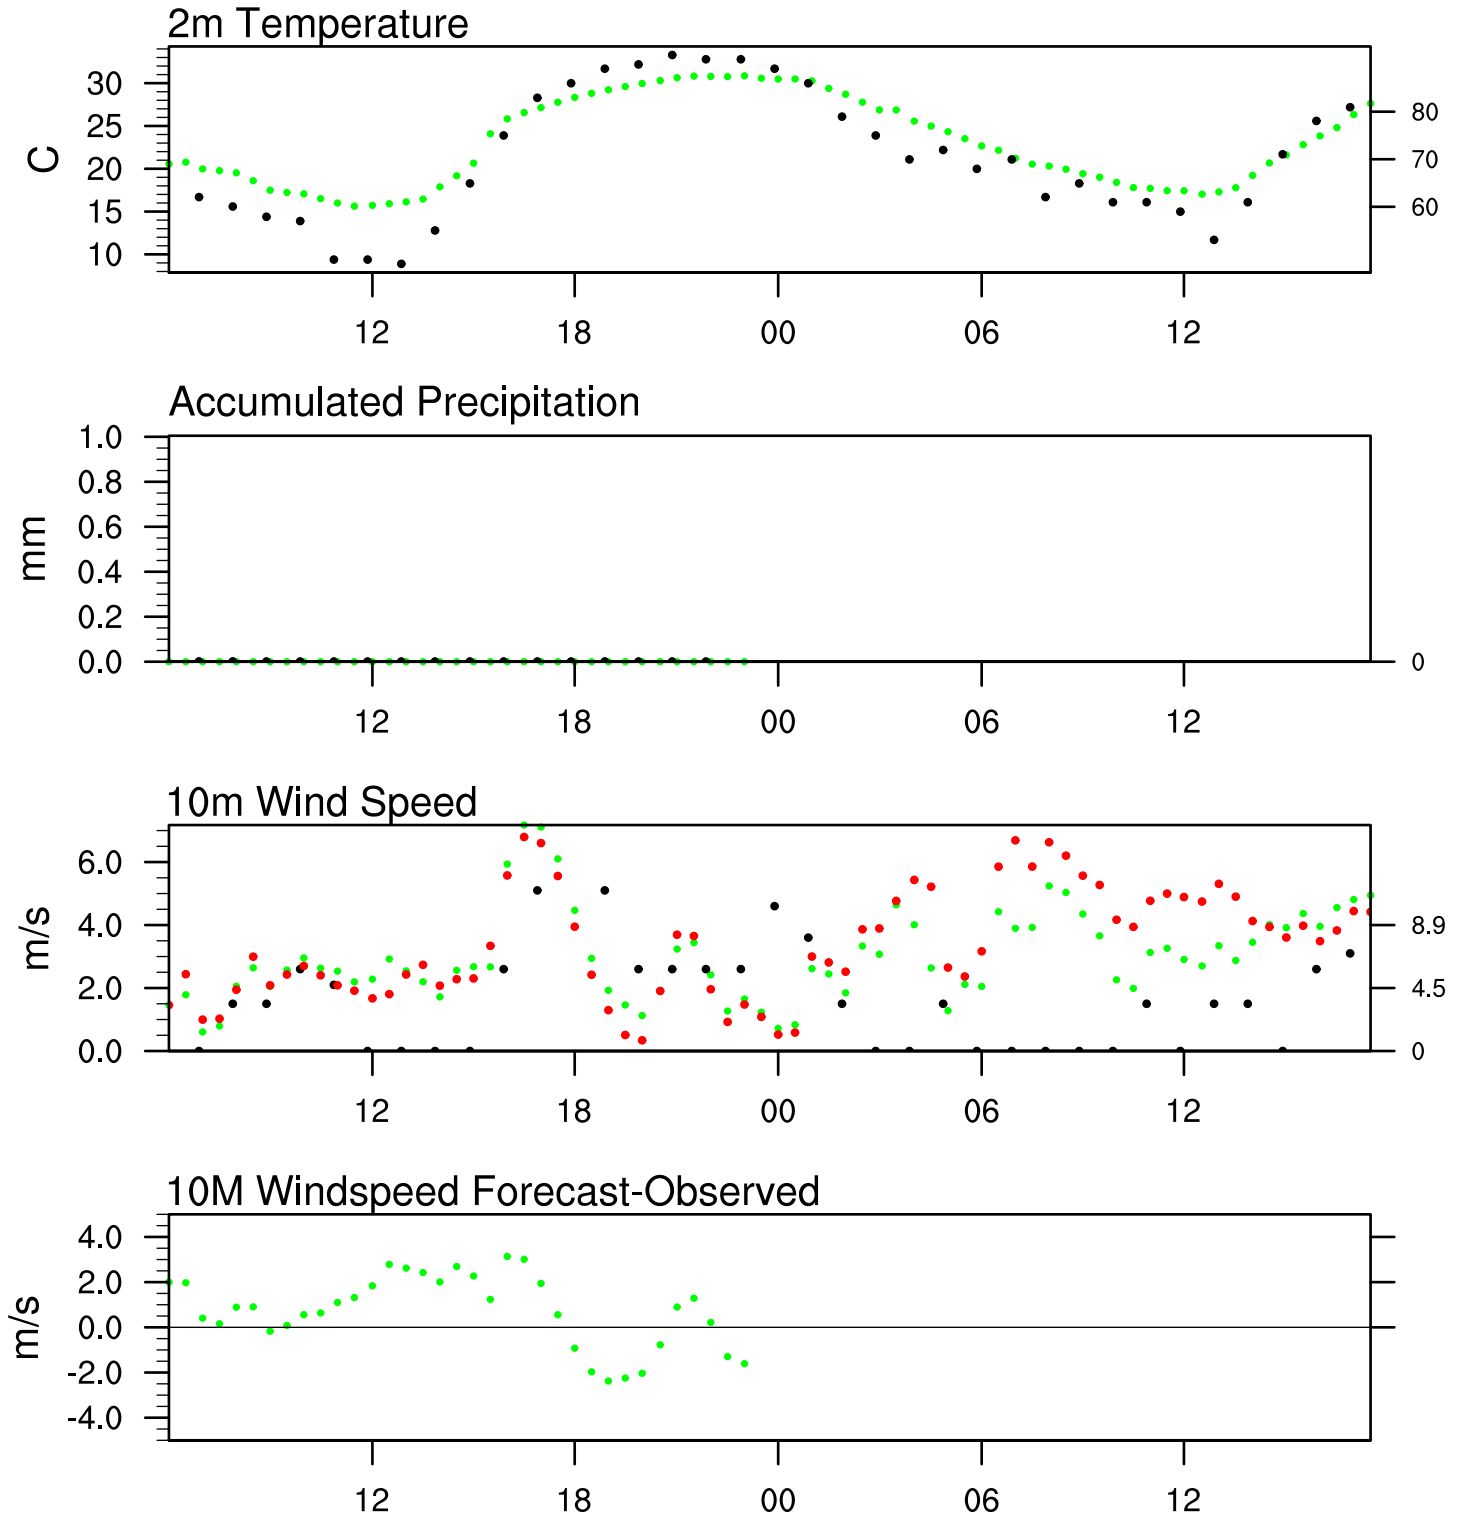 2m Temperature
30
25
20
15
10
C
80
70
60
12 18 00 06 12
Accumulated Precipitation
1.0
0.8
0.6
0.4
0.2
0.0
mm
0
12 18 00 06 12
10m Wind Speed
6.0
4.0
2.0
0.0
m/s
8.9
4.5
0
12 18 00 06 12
10M Windspeed Forecast-Observed
4.0
2.0
0.0
-2.0
-4.0
m/s
12 18 00 06 12